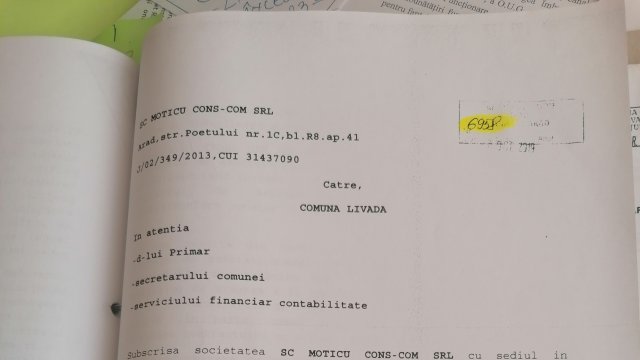 pentru fam
SC MOTICU CONS-COM SRL
Arad,str.Poetului nr.1C,bl.R8.ap.41
J/02/349/2013,CUI 31437090
Catre,
COMUNA LIVADA
In atentia
-d-lui Primar
-secretarului comunei
-serviciului financiar contabilitate
Subscrisa societatea SC MOTICU CONS-COM SRL cu sediul in